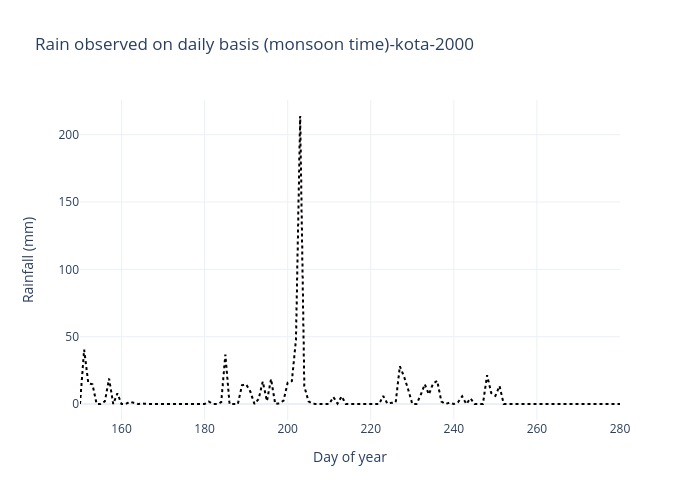 Rain observed on daily basis (monsoon time)-kota-2000
200
150
100
50
0
Rainfall (mm)
160 180 200 220 240 260 280
Day of year